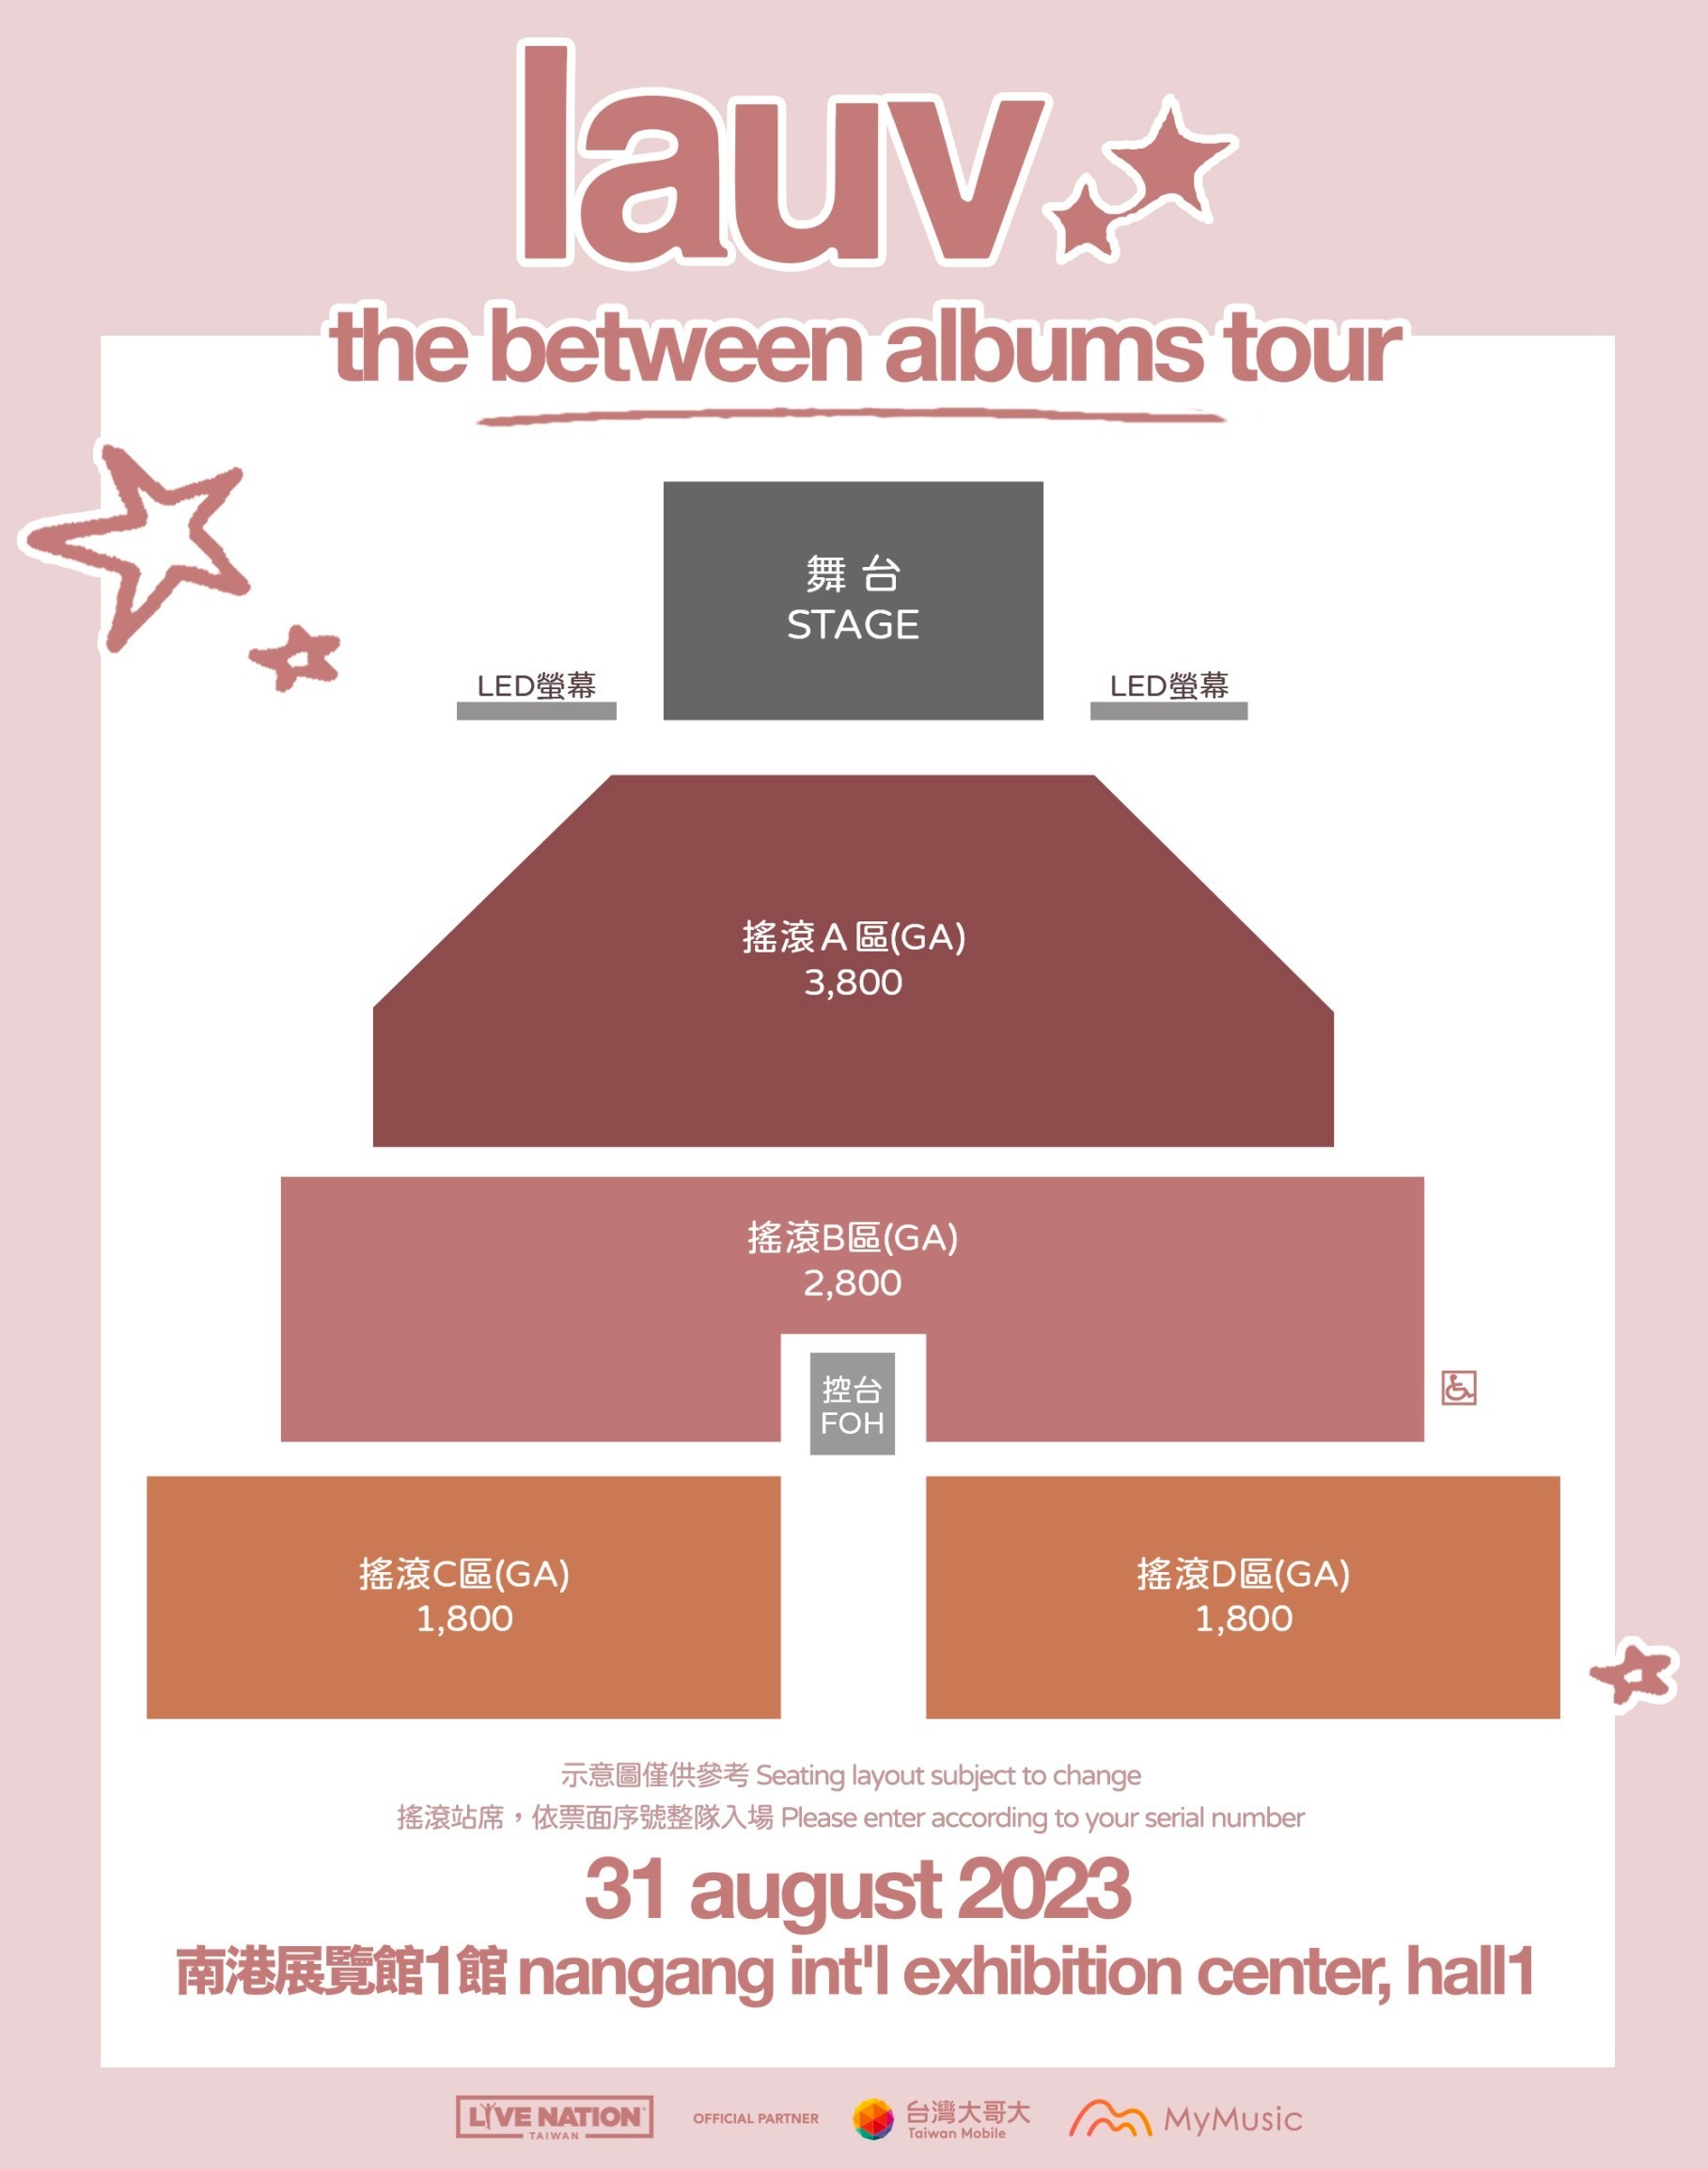 lauv
the between albums tour
舞台
STAGE
LED螢幕
LED螢幕
搖滾A區(GA)
3,800
搖滾B區(GA)
2,800
控台
FOH
搖滾C區(GA)
1,800
搖滾D區(GA)
1,800
示意圖僅供參考 Seating layout subject to change
搖滾站席，依票面序號整隊入場 Please enter according to your serial number
31 august 2023
南港展覽館1館 nangang int'l exhibition center, hall1
LIVE NATION
TAIWAN
OFFICIAL PARTNER
台灣大哥大
Taiwan Mobile
MyMusic